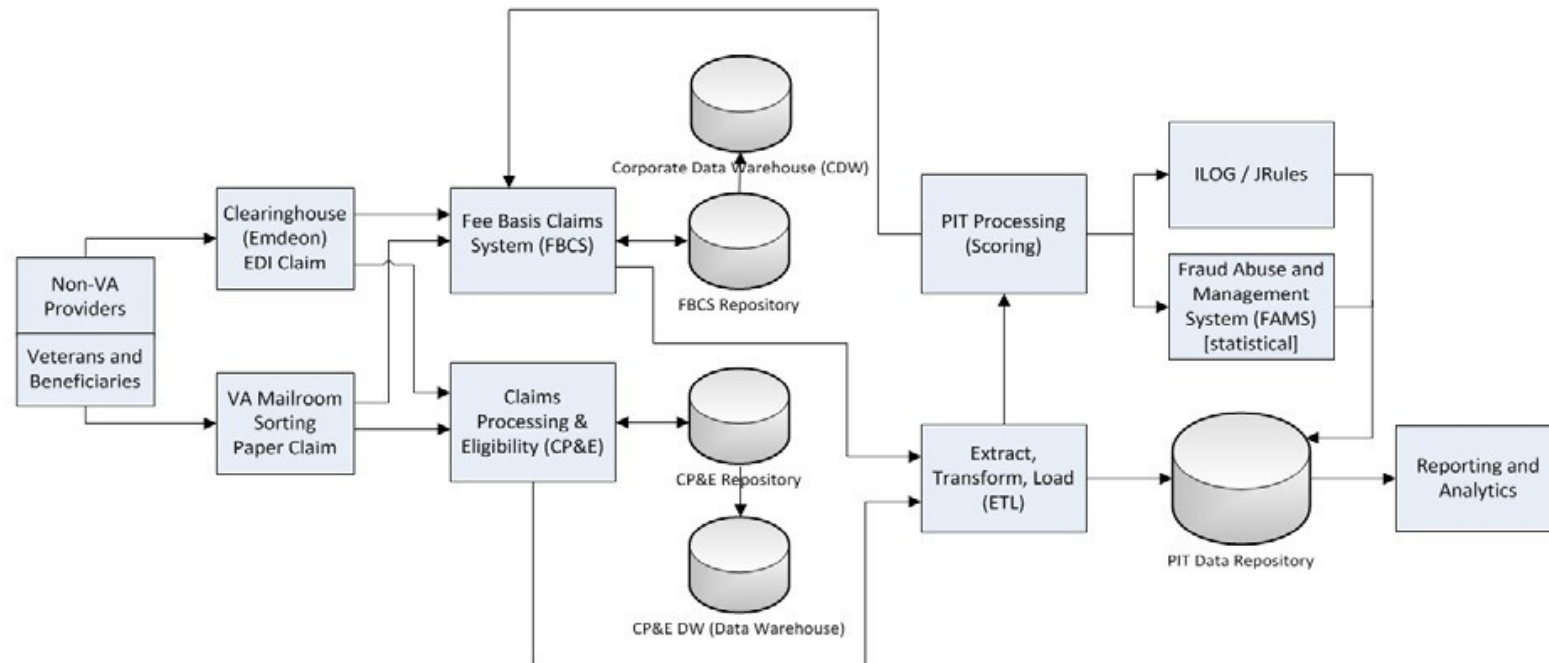 Non-VA
Providers
Veterans and
Beneficiaries
Clearinghouse
(Emdeon)
EDI Claim
VA Mailroom
Sorting
Paper Claim
Fee Basis Claims
System (FBCS)
Claims
Processing &
Eligibility (CP&E)
Corporate Data Warehouse (CDW)
FBCS Repository
CP&E Repository
CP&E DW (Data Warehouse)
PIT Processing
(Scoring)
Extract,
Transform, Load
(ETL)
ILOG / JRules
Fraud Abuse and
Management
System (FAMS)
[statistical]
PIT Data Repository
Reporting and
Analytics